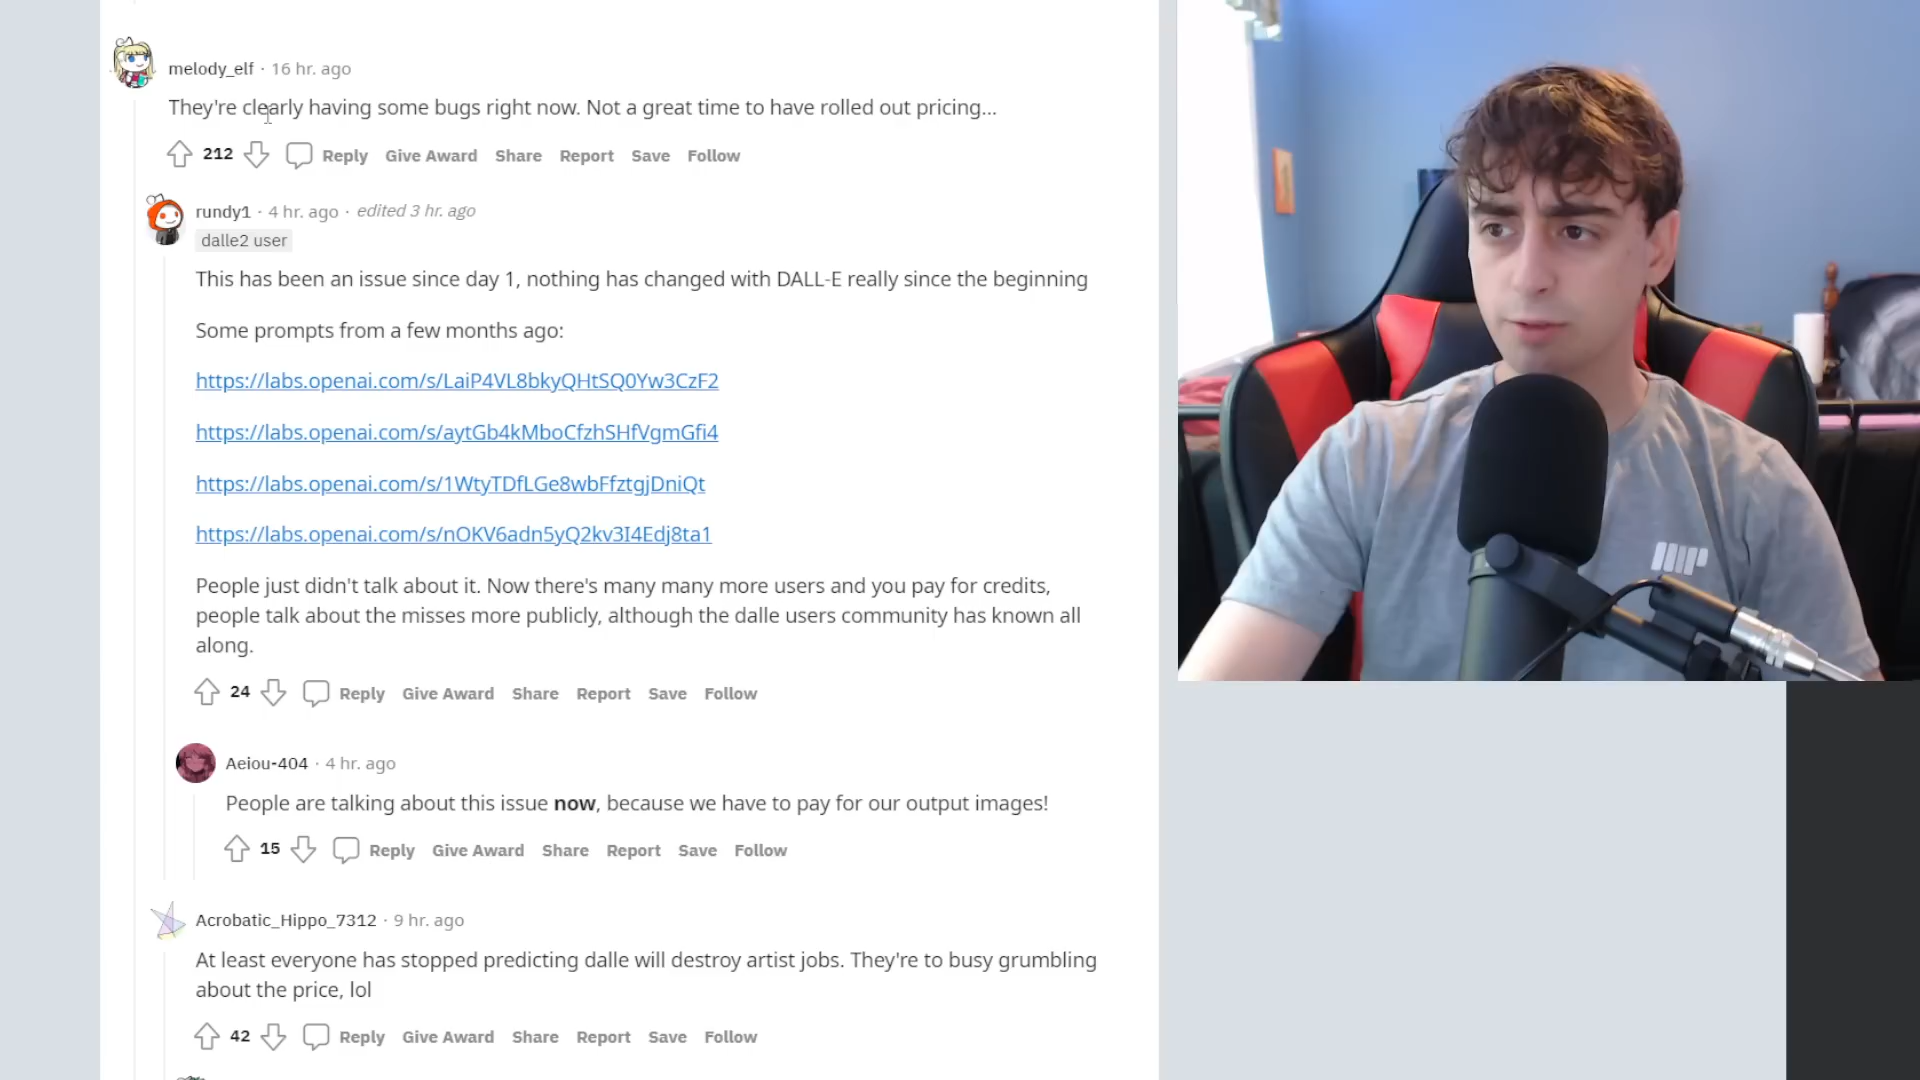 melody_elf · 16 hr. ago
They're clearly having some bugs right now. Not a great time to have rolled out pricing...
212 Reply Give Award Share Report Save Follow
rundy1 · 4 hr. ago · edited 3 hr. ago
dalle2 user
This has been an issue since day 1, nothing has changed with DALL-E really since the beginning
Some prompts from a few months ago:
https://labs.openai.com/s/LaiP4VL8bkyQHtSQ0Yw3CzF2
https://labs.openai.com/s/aytGb4kMboCfzhSHfVgmGfi4
https://labs.openai.com/s/1WtyTDfLGe8wbFfztgjDniQt
https://labs.openai.com/s/nOKV6adn5yQ2kv3I4Edj8ta1
People just didn't talk about it. Now there's many many more users and you pay for credits,
people talk about the misses more publicly, although the dalle users community has known all
along.
24 Reply Give Award Share Report Save Follow
Aeiou-404 · 4 hr. ago
People are talking about this issue now, because we have to pay for our output images!
15 Reply Give Award Share Report Save Follow
Acrobatic_Hippo_7312 · 9 hr. ago
At least everyone has stopped predicting dalle will destroy artist jobs. They're to busy grumbling
about the price, lol
42 Reply Give Award Share Report Save Follow